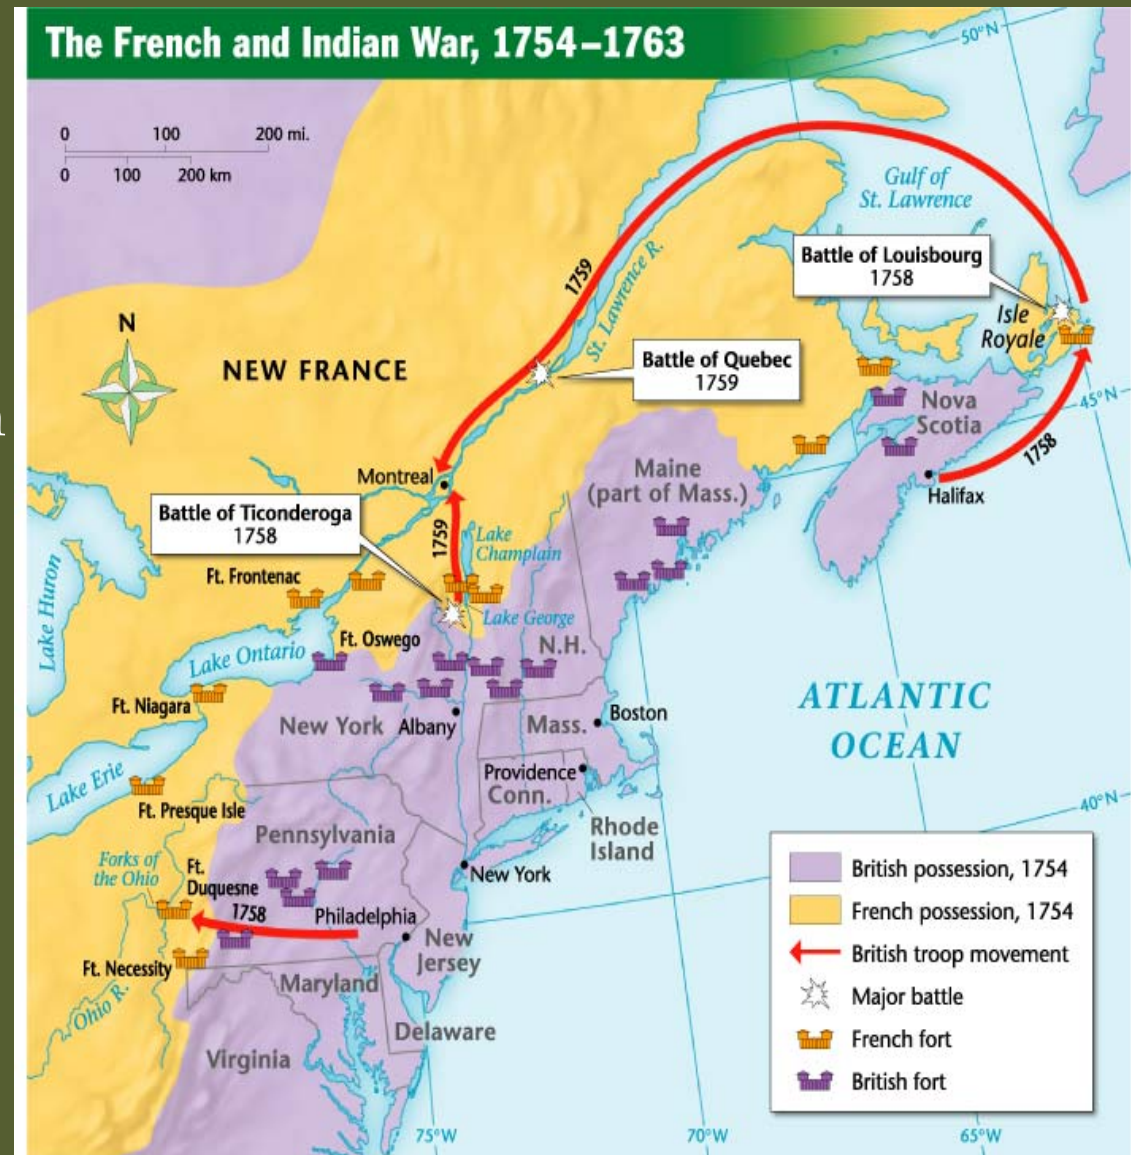 The French and Indian War, 1754–1763
50°N
0 100 200 mi.
0 100 200 km
Gulf of
St. Lawrence
Battle of Louisbourg
1758
1759
St. Lawrence R.
Isle
Royale
N
NEW FRANCE
Battle of Quebec
1759
45°N
Nova
Scotia
1758
Halifax
Maine
(part of Mass.)
Montreal
Battle of Ticonderoga
1758
1759
Lake
Champlain
Ft. Frontenac
Lake Huron
Lake George
Ft. Oswego
N.H.
Lake Ontario
Ft. Niagara
New York
Albany
Mass.
Boston
ATLANTIC
OCEAN
Lake Erie
Providence
Conn.
Ft. Presque Isle
Rhode
Island
40°N
Pennsylvania
Forks of
the Ohio
Ft.
Duquesne
1758
New York
Philadelphia
New
Jersey
Ft. Necessity
Maryland
Ohio R.
Delaware
Virginia
British possession, 1754
French possession, 1754
British troop movement
Major battle
French fort
British fort
75°W
70°W
65°W